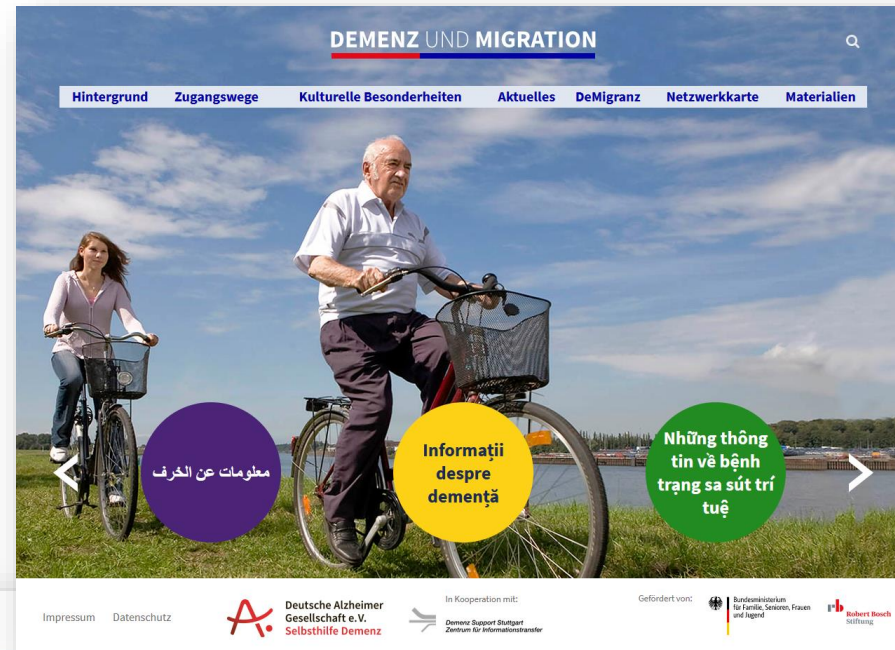 DEMENZ UND MIGRATION
Hintergrund Zugangswege Kulturelle Besonderheiten Aktuelles DeMigranz Netzwerkkarte Materialien
معلومات عن الخرف
Informații
despre
demență
Những thông
tin về bệnh
trạng sa sút trí
tuệ
Impressum Datenschutz
Deutsche Alzheimer
Gesellschaft e.V.
Selbsthilfe Demenz
In Kooperation mit:
Demenz Support Stuttgart
Zentrum für Informationstransfer
Gefördert von:
Bundesministerium
für Familie, Senioren, Frauen
und Jugend
Robert Bosch
Stiftung